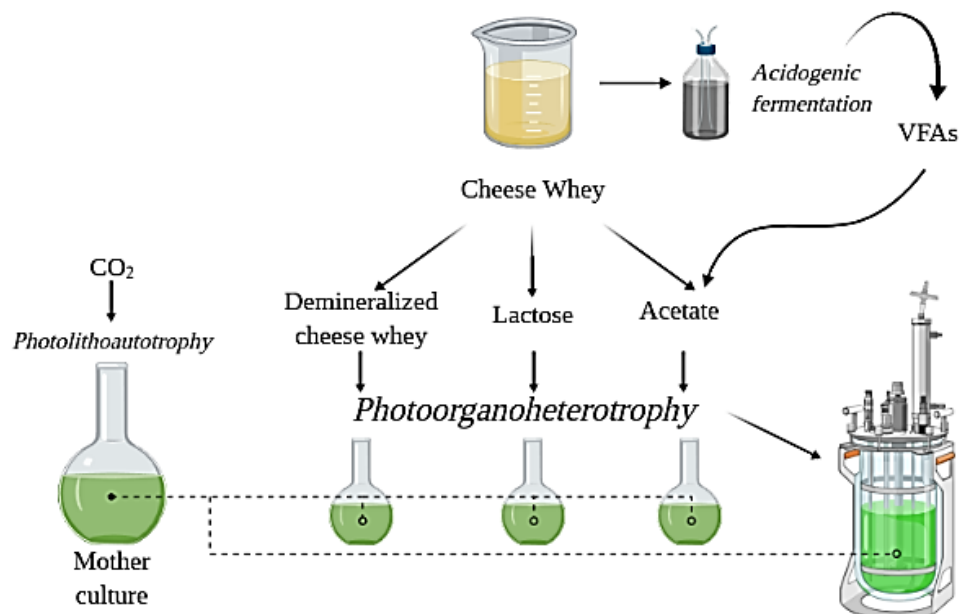 Acidogenic
fermentation
VFAs
Cheese Whey
CO₂
Photolithoautotrophy
Demineralized
cheese whey
Lactose
Acetate
Photoorganoheterotrophy
Mother
culture